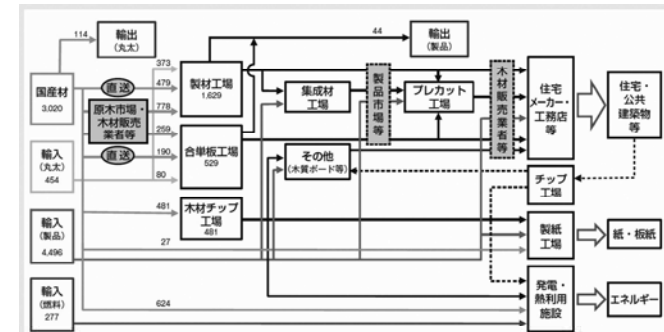 114
輸出
(丸太)
44
輸出
(製品)
国産材
3,020
373
直送
479
製材工場
1,629
原木市場・
木材販売
業者等
778
259
集成材
工場
製品市場等
プレカット
工場
木材販売業者等
住宅
メーカー・
工務店
等
住宅・
公共
建築物
等
輸入
(丸太)
454
直送
190
80
合単板工場
529
その他
(木質ボード等)
チップ
工場
輸入
(製品)
4,496
481
木材チップ
工場
481
27
製紙
工場
紙・板紙
輸入
(燃料)
277
624
発電・
熱利用
施設
エネルギー